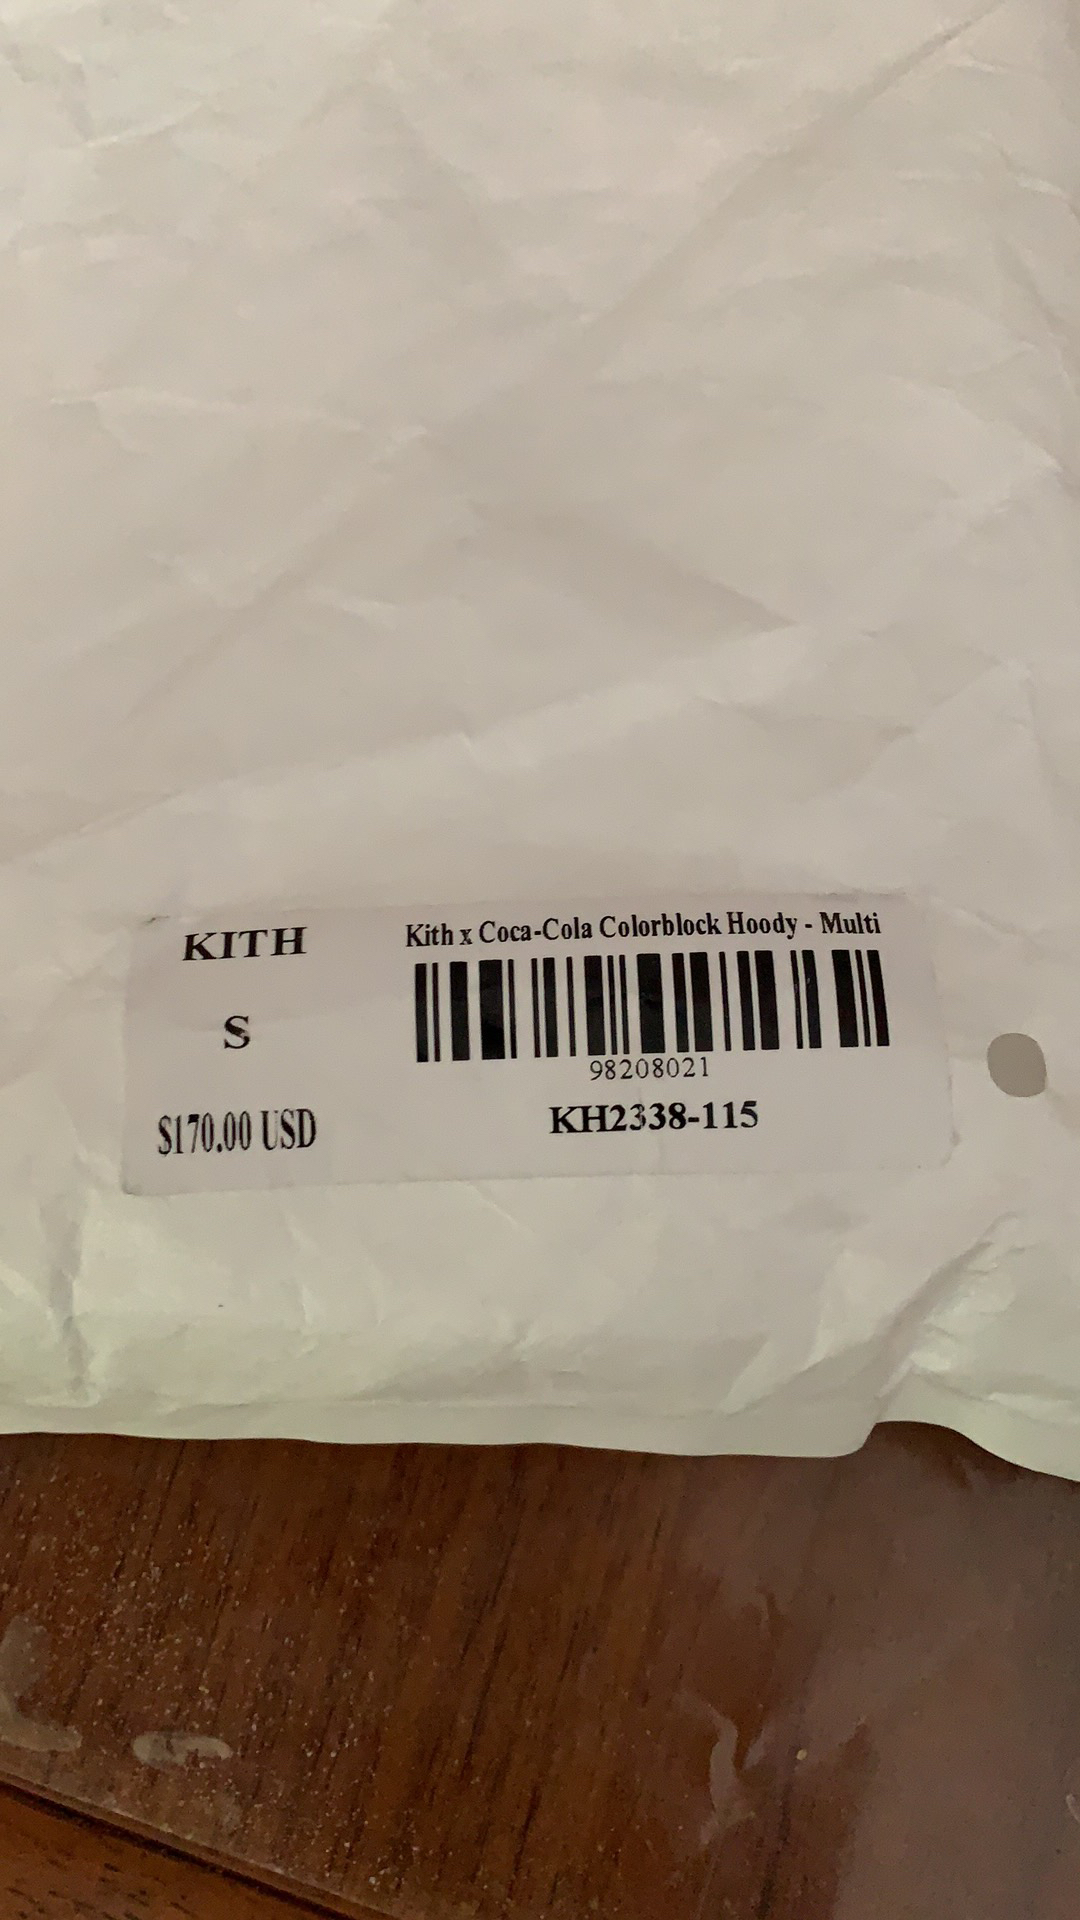 KITH
Kith x Coca-Cola Colorblock Hoody - Multi
S
98208021
$170.00 USD
KH2338-115